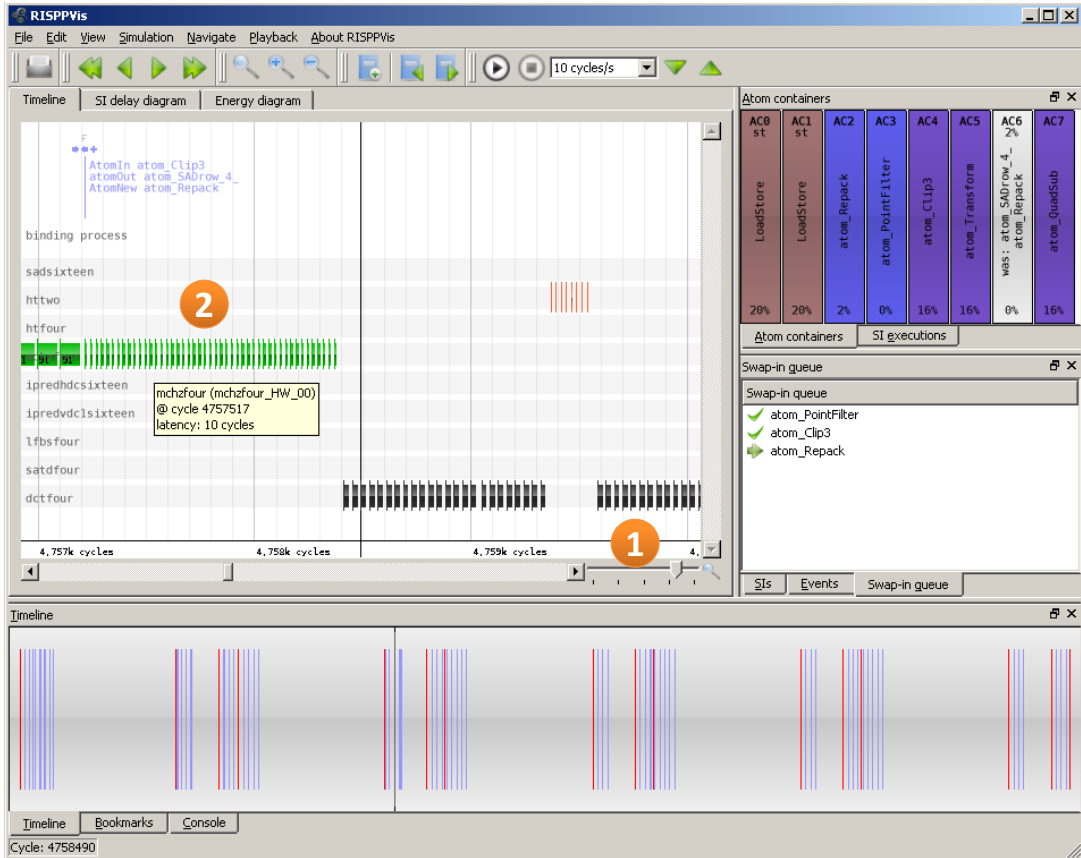 RISPPVis
File Edit View Simulation Navigate Playback About RISPPVis
10 cycles/s
Timeline SI delay diagram Energy diagram
F
AtomIn atom_Clip3
atomOut atom_SADrow_4_
AtomNew atom_Repack
binding process
sadsixteen
httwo
htfour
16 16
ipredhdcsixteen
ipredvdclsixteen
lfbsfour
satdfour
dctfour
2
mchzfour (mchzfour_HW_00)
@ cycle 4757517
latency: 10 cycles
1
4,757k cycles 4,758k cycles 4,759k cycles 4,
Atom containers
AC0 AC1 AC2 AC3 AC4 AC5 AC6 AC7
st st 2%
LoadStore
LoadStore
atom_Repack
atom_PointFilter
atom_Clip3
atom_Transform
was: atom_SADrow_4_
atom_Repack
atom_QuadSub
20% 20% 2% 0% 16% 16% 0% 16%
Atom containers SI executions
Swap-in queue
Swap-in queue
atom_PointFilter
atom_Clip3
atom_Repack
SIs Events Swap-in queue
Timeline
Timeline Bookmarks Console
Cycle: 4758490